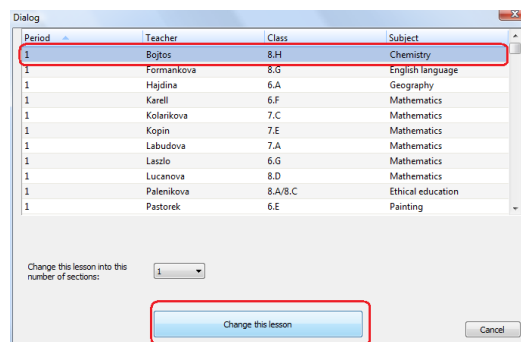 Dialog
Period Teacher Class Subject
1 Bojtos 8.H Chemistry
1 Formankova 8.G English language
1 Hajdina 6.A Geography
1 Karell 6.F Mathematics
1 Kolarikova 7.C Mathematics
1 Kopin 7.E Mathematics
1 Labudova 7.A Mathematics
1 Laszlo 6.G Mathematics
1 Lucanova 8.D Mathematics
1 Palenikova 8.A/8.C Ethical education
1 Pastorek 6.E Painting
Change this lesson into this
number of sections:
1
Change this lesson
Cancel